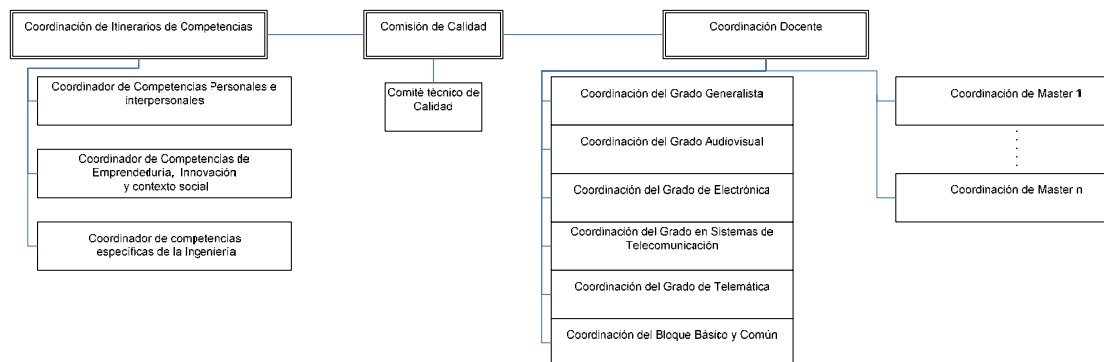 Coordinación de Itinerarios de Competencias
Comisión de Calidad
Coordinación Docente
Coordinador de Competencias Personales e
interpersonales
Coordinador de Competencias de
Emprendeduría, Innovación
y contexto social
Coordinador de competencias
específicas de la Ingeniería
Comité técnico de
Calidad
Coordinación del Grado Generalista
Coordinación del Grado Audiovisual
Coordinación del Grado de Electrónica
Coordinación del Grado en Sistemas de
Telecomunicación
Coordinación del Grado de Telemática
Coordinación del Bloque Básico y Común
Coordinación de Master 1
Coordinación de Master n